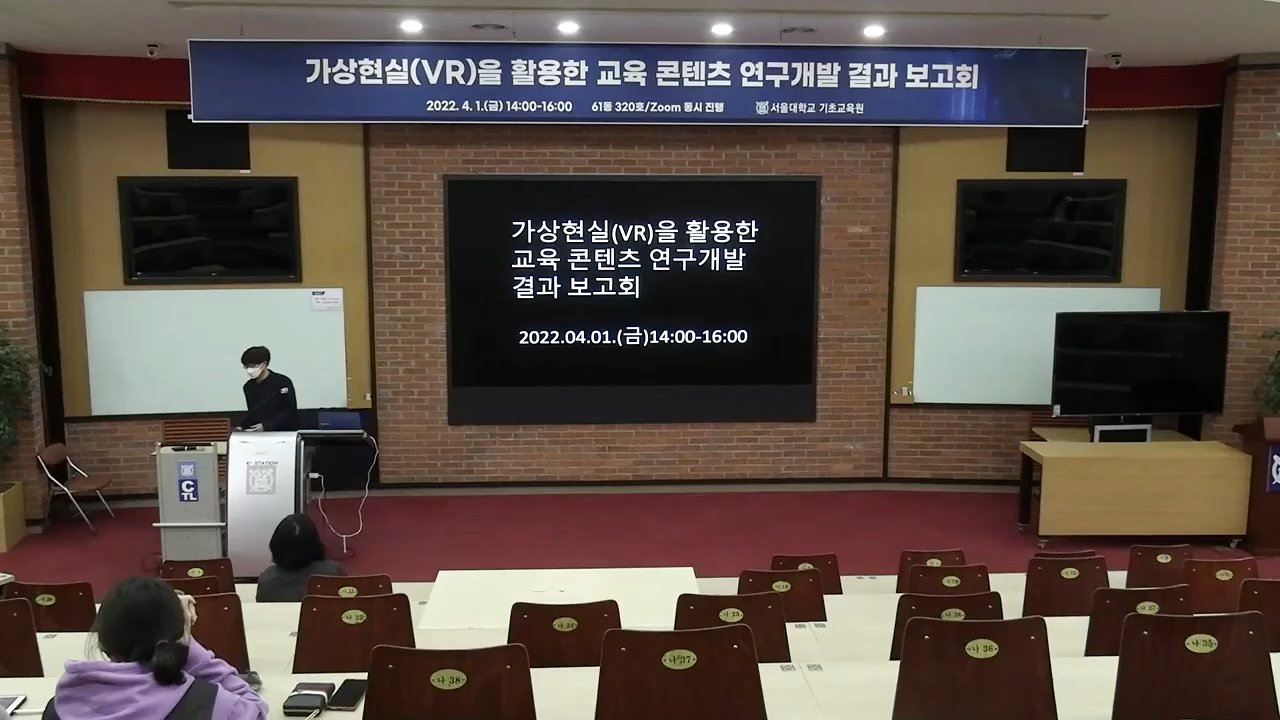 가상현실(VR)을 활용한 교육 콘텐츠 연구개발 결과 보고회
2022. 4. 1.(금) 14:00-16:00 61동 320호/Zoom 동시 진행 서울대학교 기초교육원
가상현실(VR)을 활용한
교육 콘텐츠 연구개발
결과 보고회
2022.04.01.(금)14:00-16:00
e-STATION
C
TL
나 38
나 37
나 36
나 35